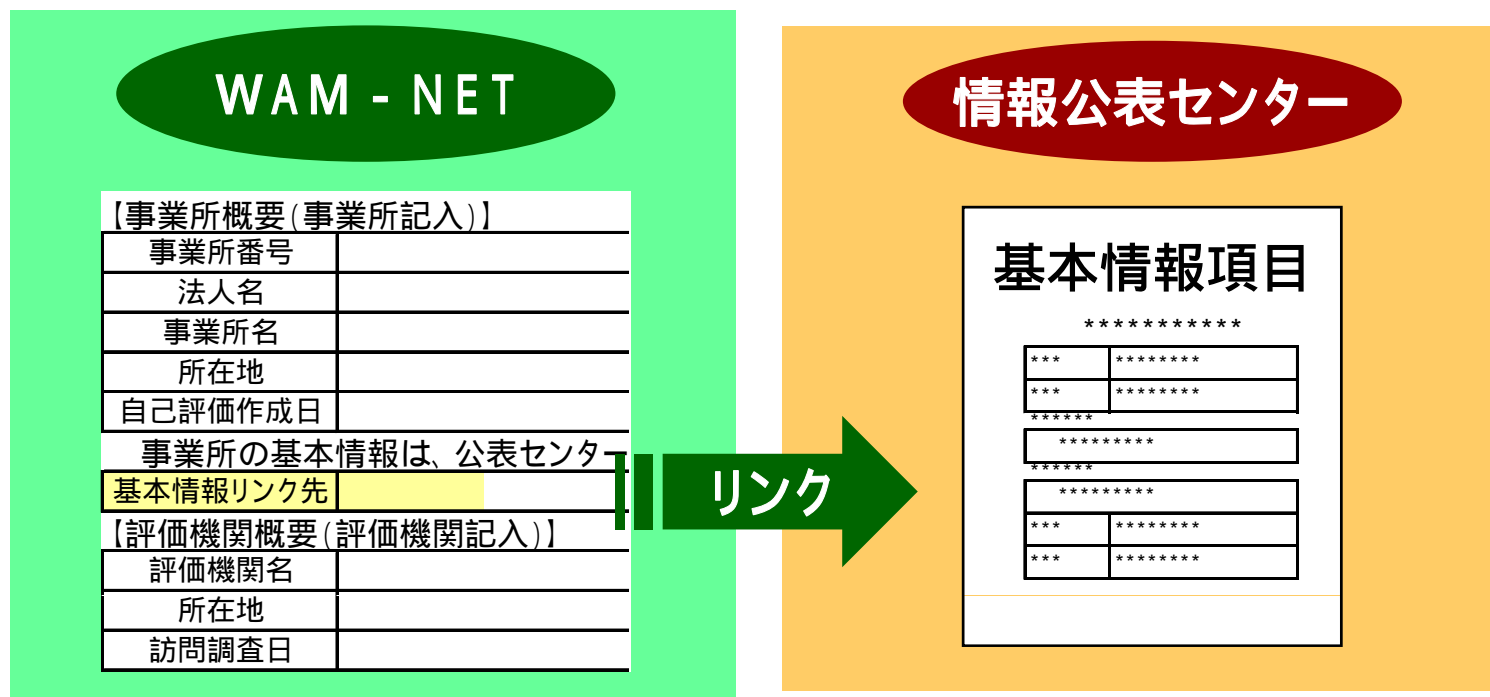 WAM-NET
【事業所概要(事業所記入)】
事業所番号
法人名
事業所名
所在地
自己評価作成日
事業所の基本情報は、公表センター
基本情報リンク先
【評価機関概要(評価機関記入)】
評価機関名
所在地
訪問調査日
リンク
情報公表センター
基本情報項目
***********
*** ********
*** ********
******
*********
******
*********
*** ********
*** ********